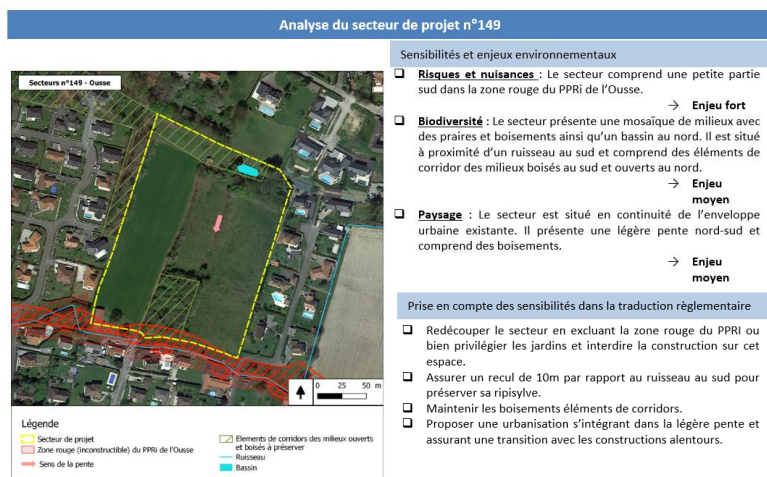 Analyse du secteur de projet n°149
Secteurs n°149 - Ousse
0 25 50 m
Légende
Secteur de projet
Zone rouge (inconstructible) du PPRi de l'Ousse
Sens de la pente
Elements de corridors des milieux ouverts
et boisés à préserver
Ruisseau
Bassin
Sensibilités et enjeux environnementaux
❑ Risques et nuisances : Le secteur comprend une petite partie
sud dans la zone rouge du PPRi de l'Ousse.
→ Enjeu fort
❑ Biodiversité : Le secteur présente une mosaïque de milieux avec
des praires et boisements ainsi qu'un bassin au nord. Il est situé
à proximité d'un ruisseau au sud et comprend des éléments de
corridor des milieux boisés au sud et ouverts au nord.
→ Enjeu
moyen
❑ Paysage : Le secteur est situé en continuité de l'enveloppe
urbaine existante. Il présente une légère pente nord-sud et
comprend des boisements.
→ Enjeu
moyen
Prise en compte des sensibilités dans la traduction règlementaire
❑ Redécouper le secteur en excluant la zone rouge du PPRI ou
bien privilégier les jardins et interdire la construction sur cet
espace.
❑ Assurer un recul de 10m par rapport au ruisseau au sud pour
préserver sa ripisylve.
❑ Maintenir les boisements éléments de corridors.
❑ Proposer une urbanisation s'intégrant dans la légère pente et
assurant une transition avec les constructions alentours.